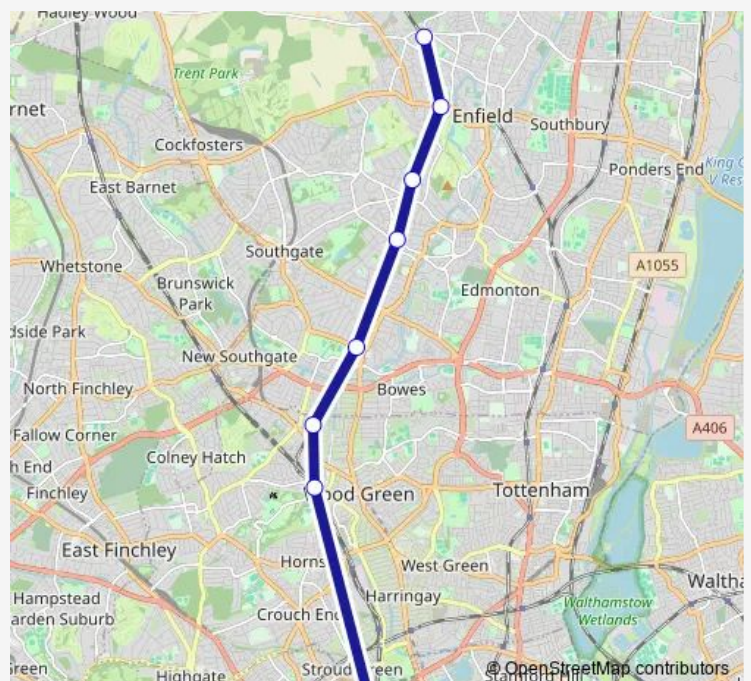 Hadley Wood
Trent Park
rnet
Enfield
Southbury
Cockfosters
Ponders End
King G
V Res
East Barnet
Southgate
Whetstone
A1055
Brunswick
Park
Edmonton
dside Park
New Southgate
North Finchley
Bowes
Fallow Corner
A406
Colney Hatch
h End
Finchley
ood Green
Tottenham
East Finchley
Horns
West Green
Waltha
Hampstead
arden Suburb
Harringay
Walthamstow
Wetlands
Crouch End
Stroud Green
Green
Highgate
Stamford Hill
© OpenStreetMap contributors